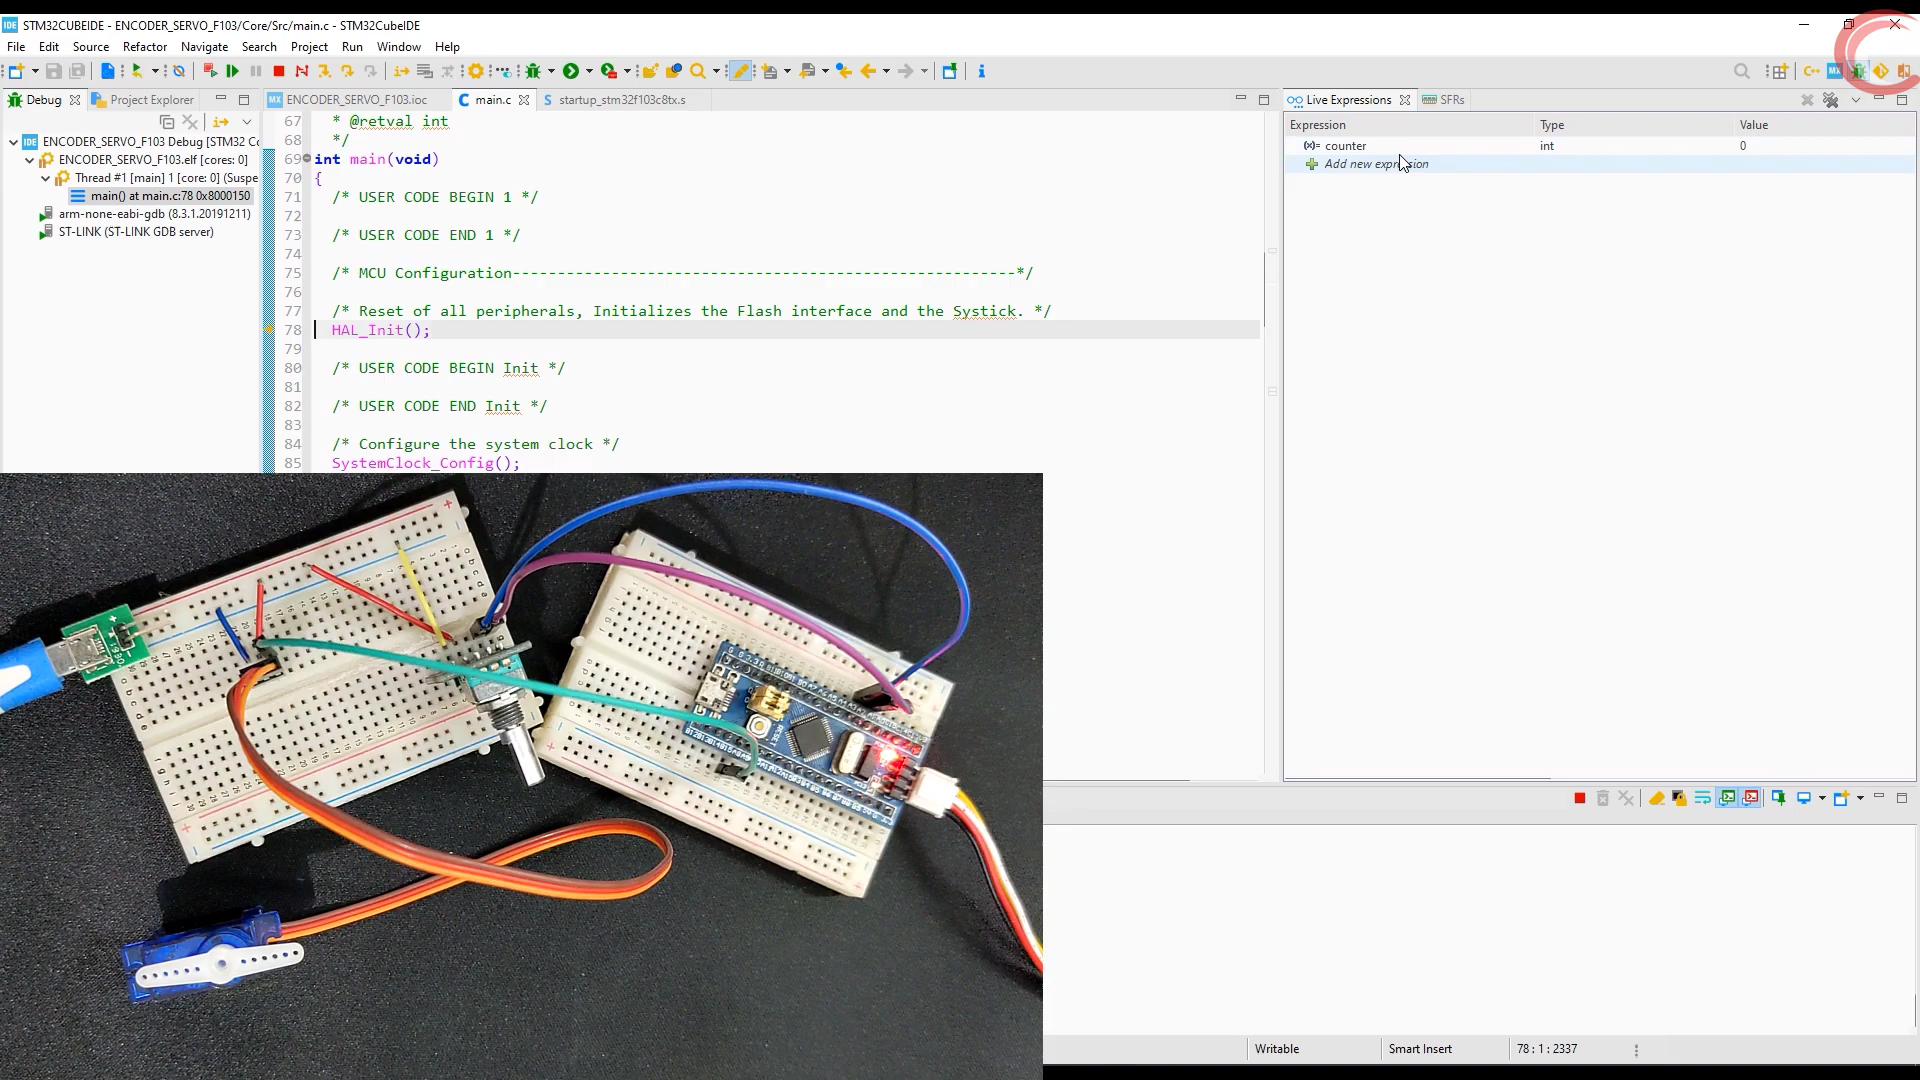 STM32CUBEIDE - ENCODER_SERVO_F103/Core/Src/main.c - STM32CubeIDE
File Edit Source Refactor Navigate Search Project Run Window Help
Debug Project Explorer
ENCODER_SERVO_F103.ioc main.c startup_stm32f103c8tx.s
Live Expressions SFRs
ENCODER_SERVO_F103 Debug [STM32 Cc
ENCODER_SERVO_F103.elf [cores: 0]
Thread #1 [main] 1 [core: 0] (Suspe
main() at main.c:78 0x8000150
arm-none-eabi-gdb (8.3.1.20191211)
ST-LINK (ST-LINK GDB server)
67 * @retval int
68 */
69 int main(void)
70 {
71 /* USER CODE BEGIN 1 */
72
73 /* USER CODE END 1 */
74
75 /* MCU Configuration--------------------------------------------------------*/
76
77 /* Reset of all peripherals, Initializes the Flash interface and the Systick. */
78 HAL_Init();
79
80 /* USER CODE BEGIN Init */
81
82 /* USER CODE END Init */
83
84 /* Configure the system clock */
85 SystemClock_Config();
Expression Type Value
counter int 0
Add new expression
RESET
Writable Smart Insert 78 : 1 : 2337